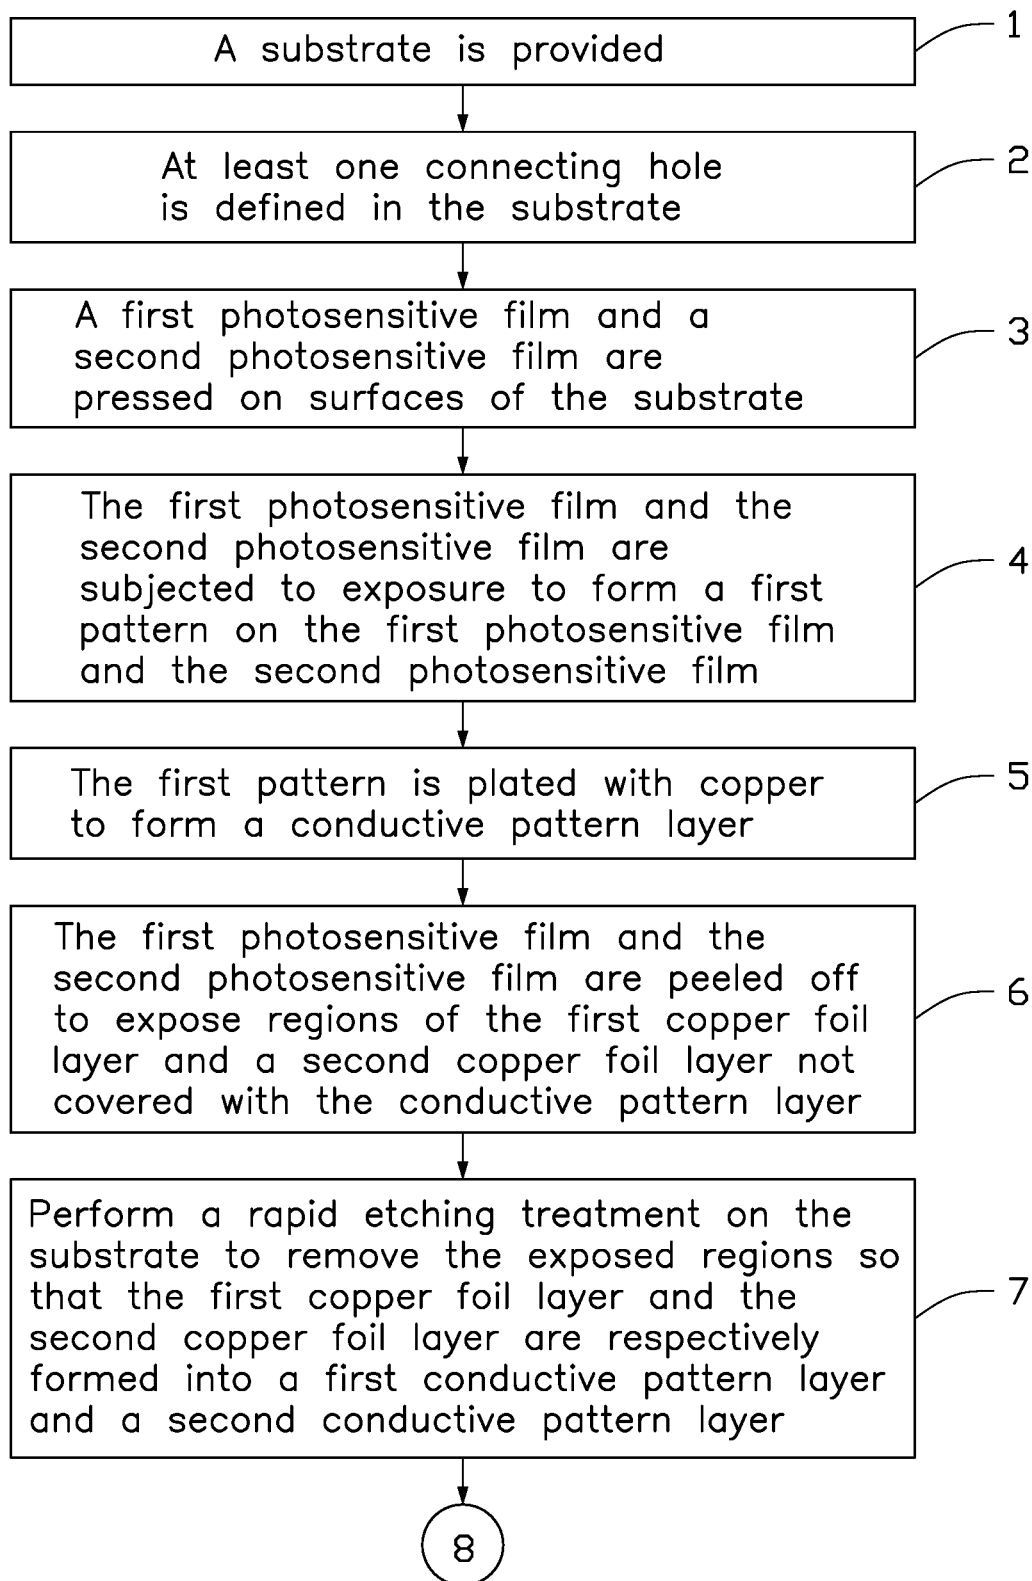 A substrate is provided
1
At least one connecting hole
is defined in the substrate
2
A first photosensitive film and a
second photosensitive film are
pressed on surfaces of the substrate
3
The first photosensitive film and the
second photosensitive film are
subjected to exposure to form a first
pattern on the first photosensitive film
and the second photosensitive film
4
The first pattern is plated with copper
to form a conductive pattern layer
5
The first photosensitive film and the
second photosensitive film are peeled off
to expose regions of the first copper foil
layer and a second copper foil layer not
covered with the conductive pattern layer
6
Perform a rapid etching treatment on the
substrate to remove the exposed regions so
that the first copper foil layer and the
second copper foil layer are respectively
formed into a first conductive pattern layer
and a second conductive pattern layer
7
8